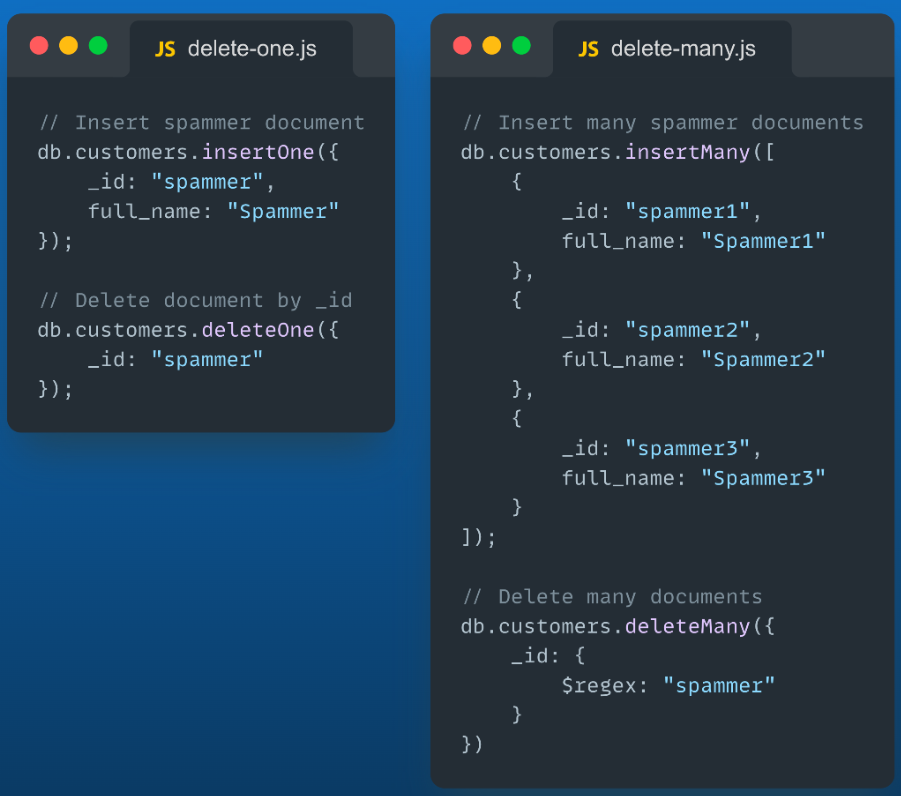 JS delete-one.js
// Insert spammer document
db.customers.insertOne({
    _id: "spammer",
    full_name: "Spammer"
});
// Delete document by _id
db.customers.deleteOne({
    _id: "spammer"
});
JS delete-many.js
// Insert many spammer documents
db.customers.insertMany([
    {
        _id: "spammer1",
        full_name: "Spammer1"
    },
    {
        _id: "spammer2",
        full_name: "Spammer2"
    },
    {
        _id: "spammer3",
        full_name: "Spammer3"
    }
]);
// Delete many documents
db.customers.deleteMany({
    _id: {
        $regex: "spammer"
    }
})